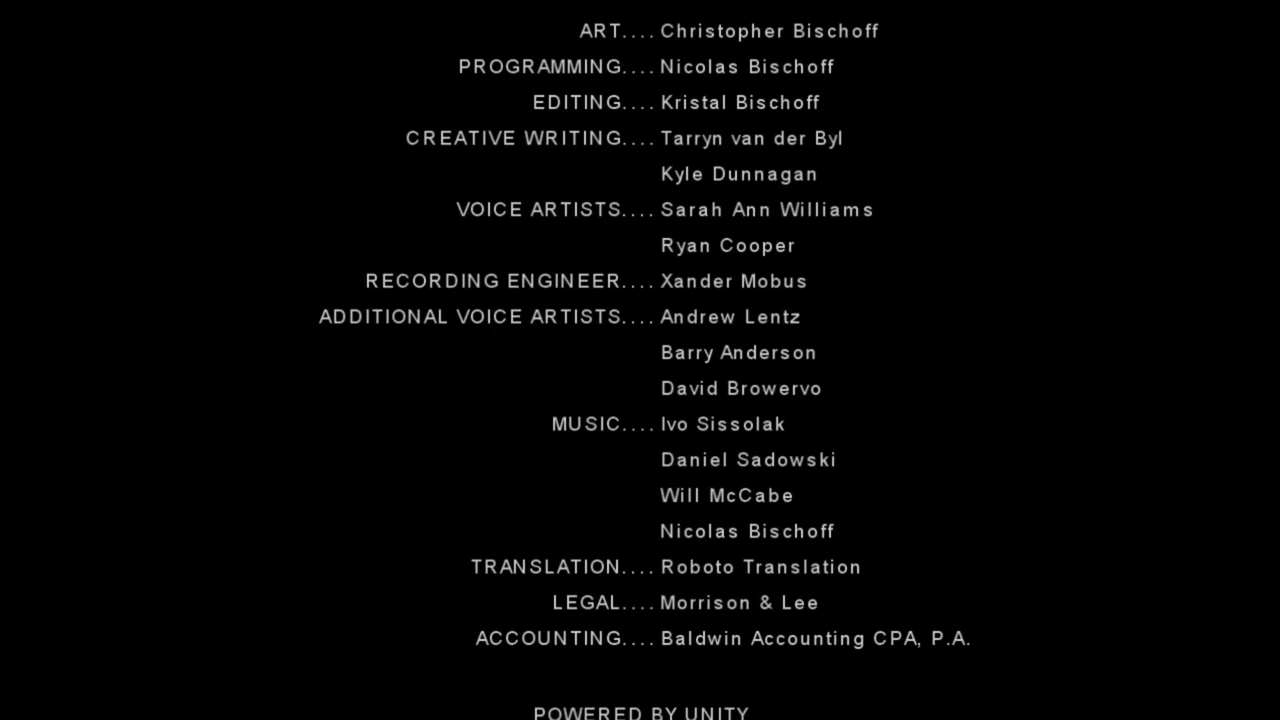 ART.... Christopher Bischoff
PROGRAMMING.... Nicolas Bischoff
EDITING.... Kristal Bischoff
CREATIVE WRITING.... Tarryn van der Byl
Kyle Dunnagan
VOICE ARTISTS.... Sarah Ann Williams
Ryan Cooper
RECORDING ENGINEER.... Xander Mobus
ADDITIONAL VOICE ARTISTS.... Andrew Lentz
Barry Anderson
David Browervo
MUSIC.... Ivo Sissolak
Daniel Sadowski
Will McCabe
Nicolas Bischoff
TRANSLATION.... Roboto Translation
LEGAL.... Morrison & Lee
ACCOUNTING.... Baldwin Accounting CPA, P.A.
POWERED BY UNITY